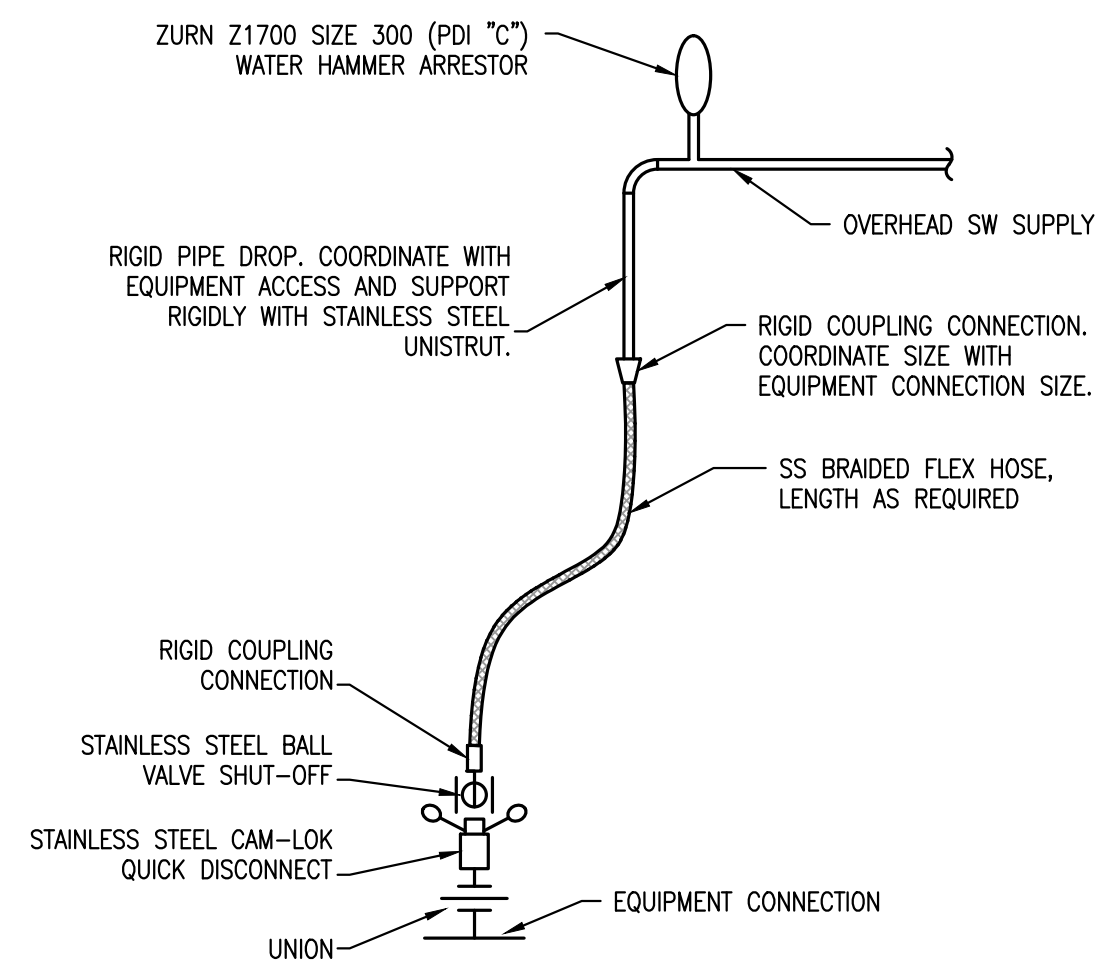 ZURN Z1700 SIZE 300 (PDI "C")
WATER HAMMER ARRESTOR
OVERHEAD SW SUPPLY
RIGID PIPE DROP. COORDINATE WITH
EQUIPMENT ACCESS AND SUPPORT
RIGIDLY WITH STAINLESS STEEL
UNISTRUT.
RIGID COUPLING CONNECTION.
COORDINATE SIZE WITH
EQUIPMENT CONNECTION SIZE.
SS BRAIDED FLEX HOSE,
LENGTH AS REQUIRED
RIGID COUPLING
CONNECTION
STAINLESS STEEL BALL
VALVE SHUT-OFF
STAINLESS STEEL CAM-LOK
QUICK DISCONNECT
EQUIPMENT CONNECTION
UNION